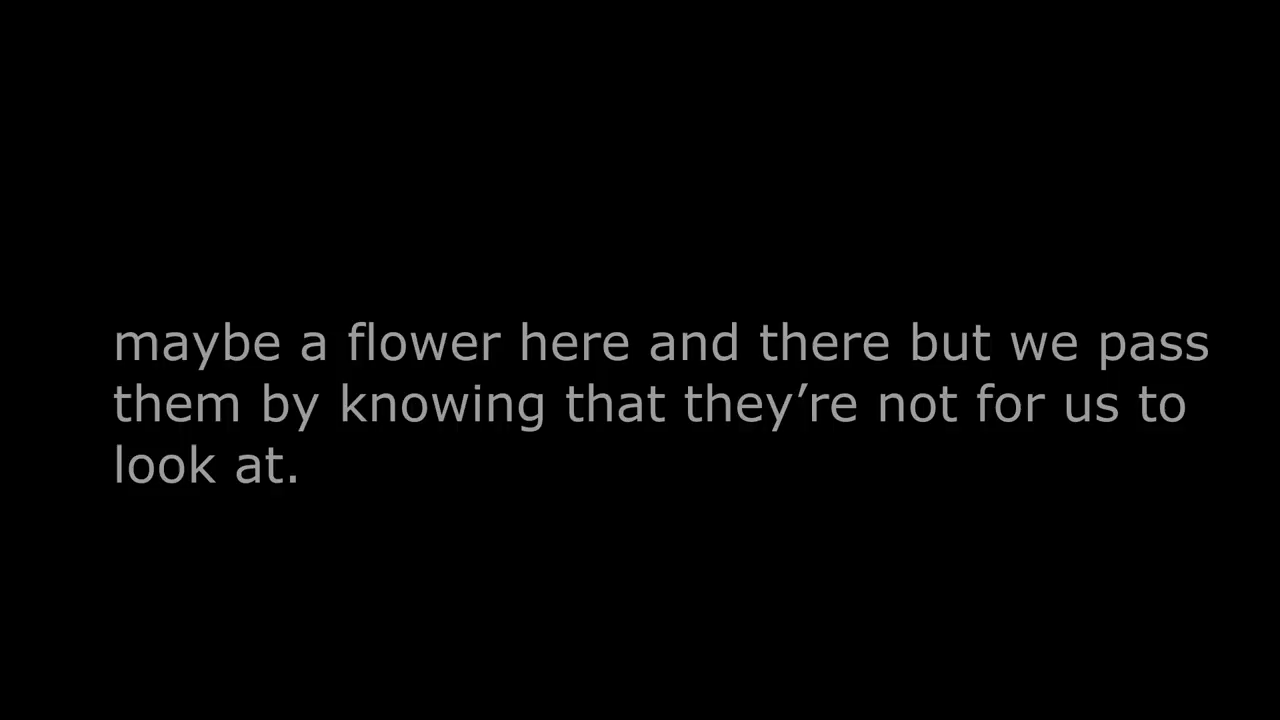 maybe a flower here and there but we pass
them by knowing that they’re not for us to
look at.